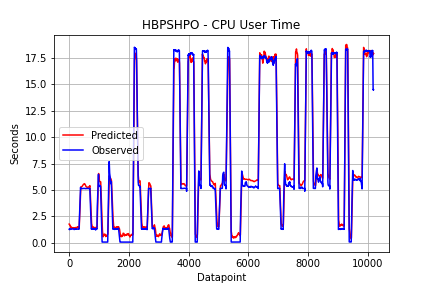 HBPSHPO - CPU User Time
17.5
15.0
12.5
10.0
7.5
5.0
2.5
0.0
Seconds
Predicted
Observed
0 2000 4000 6000 8000 10000
Datapoint